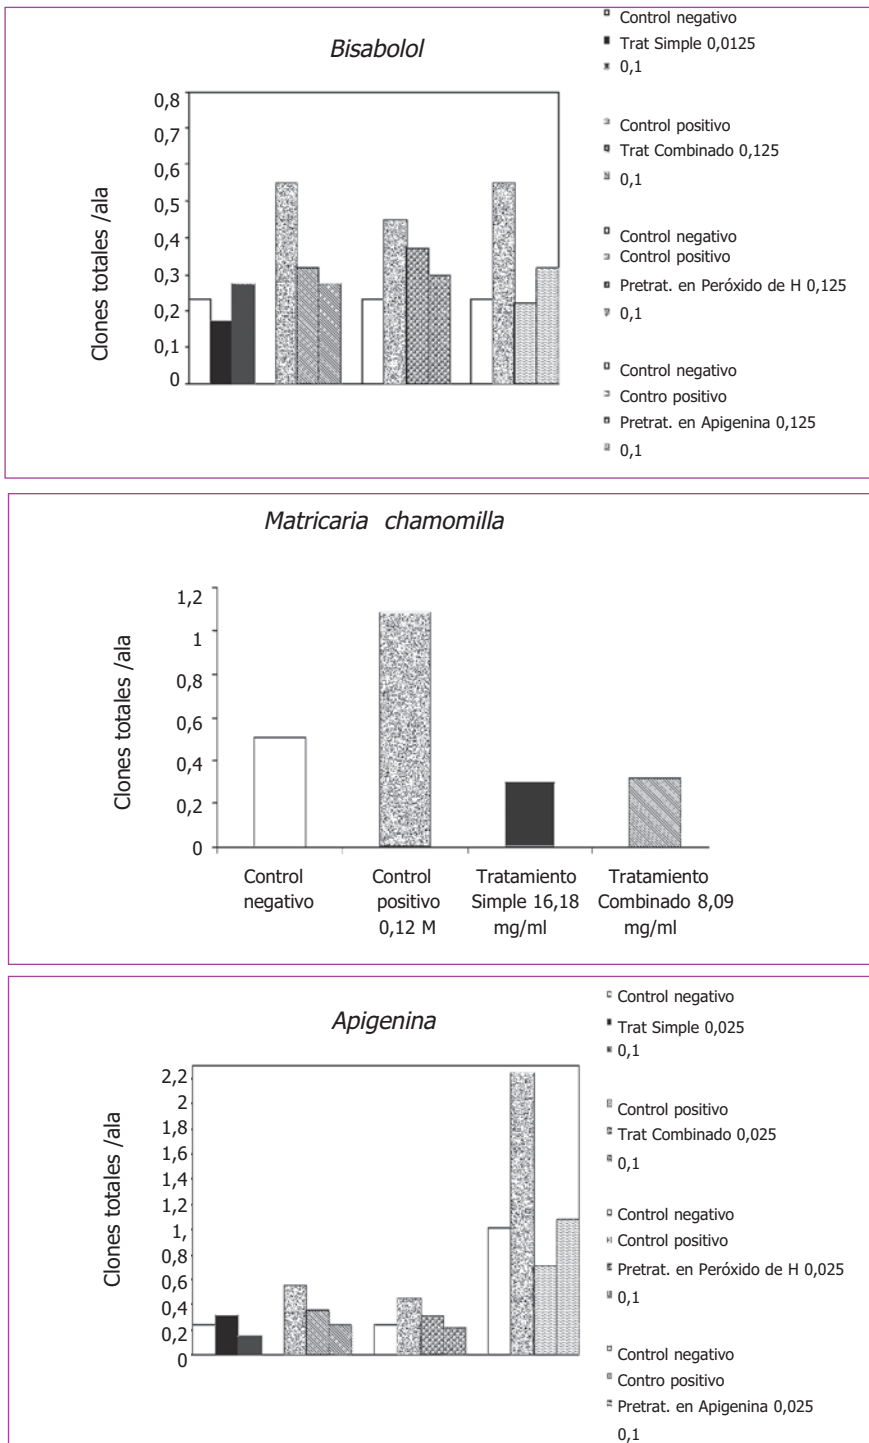 Bisabolol
Clones totales /ala
0,8
0,7
0,6
0,5
0,4
0,3
0,2
0,1
0
Control negativo
Trat Simple 0,0125
0,1
Control positivo
Trat Combinado 0,125
0,1
Control negativo
Control positivo
Pretrat. en Peróxido de H 0,125
0,1
Control negativo
Contro positivo
Pretrat. en Apigenina 0,125
0,1
Matricaria chamomilla
Clones totales /ala
1,2
1
0,8
0,6
0,4
0,2
0
Control
negativo
Control
positivo
0,12 M
Tratamiento
Simple 16,18
mg/ml
Tratamiento
Combinado 8,09
mg/ml
Apigenina
Clones totales /ala
2,2
2
1,8
1,6
1,4
1,2
1,
0,8
0,6
0,4
0,2
0
Control negativo
Trat Simple 0,025
0,1
Control positivo
Trat Combinado 0,025
0,1
Control negativo
Control positivo
Pretrat. en Peróxido de H 0,025
0,1
Control negativo
Contro positivo
Pretrat. en Apigenina 0,025
0,1